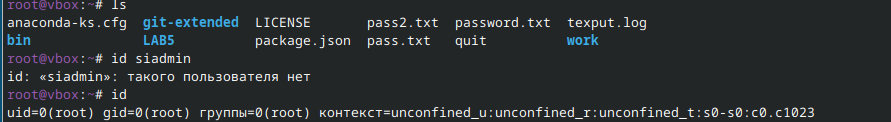 root@vbox:~# ls
anaconda-ks.cfg  git-extended  LICENSE       pass2.txt  password.txt  texput.log
bin              LAB5          package.json  pass.txt   quit          work
root@vbox:~# id siadmin
id: «siadmin»: такого пользователя нет
root@vbox:~# id
uid=0(root) gid=0(root) группы=0(root) контекст=unconfined_u:unconfined_r:unconfined_t:s0-s0:c0.c1023